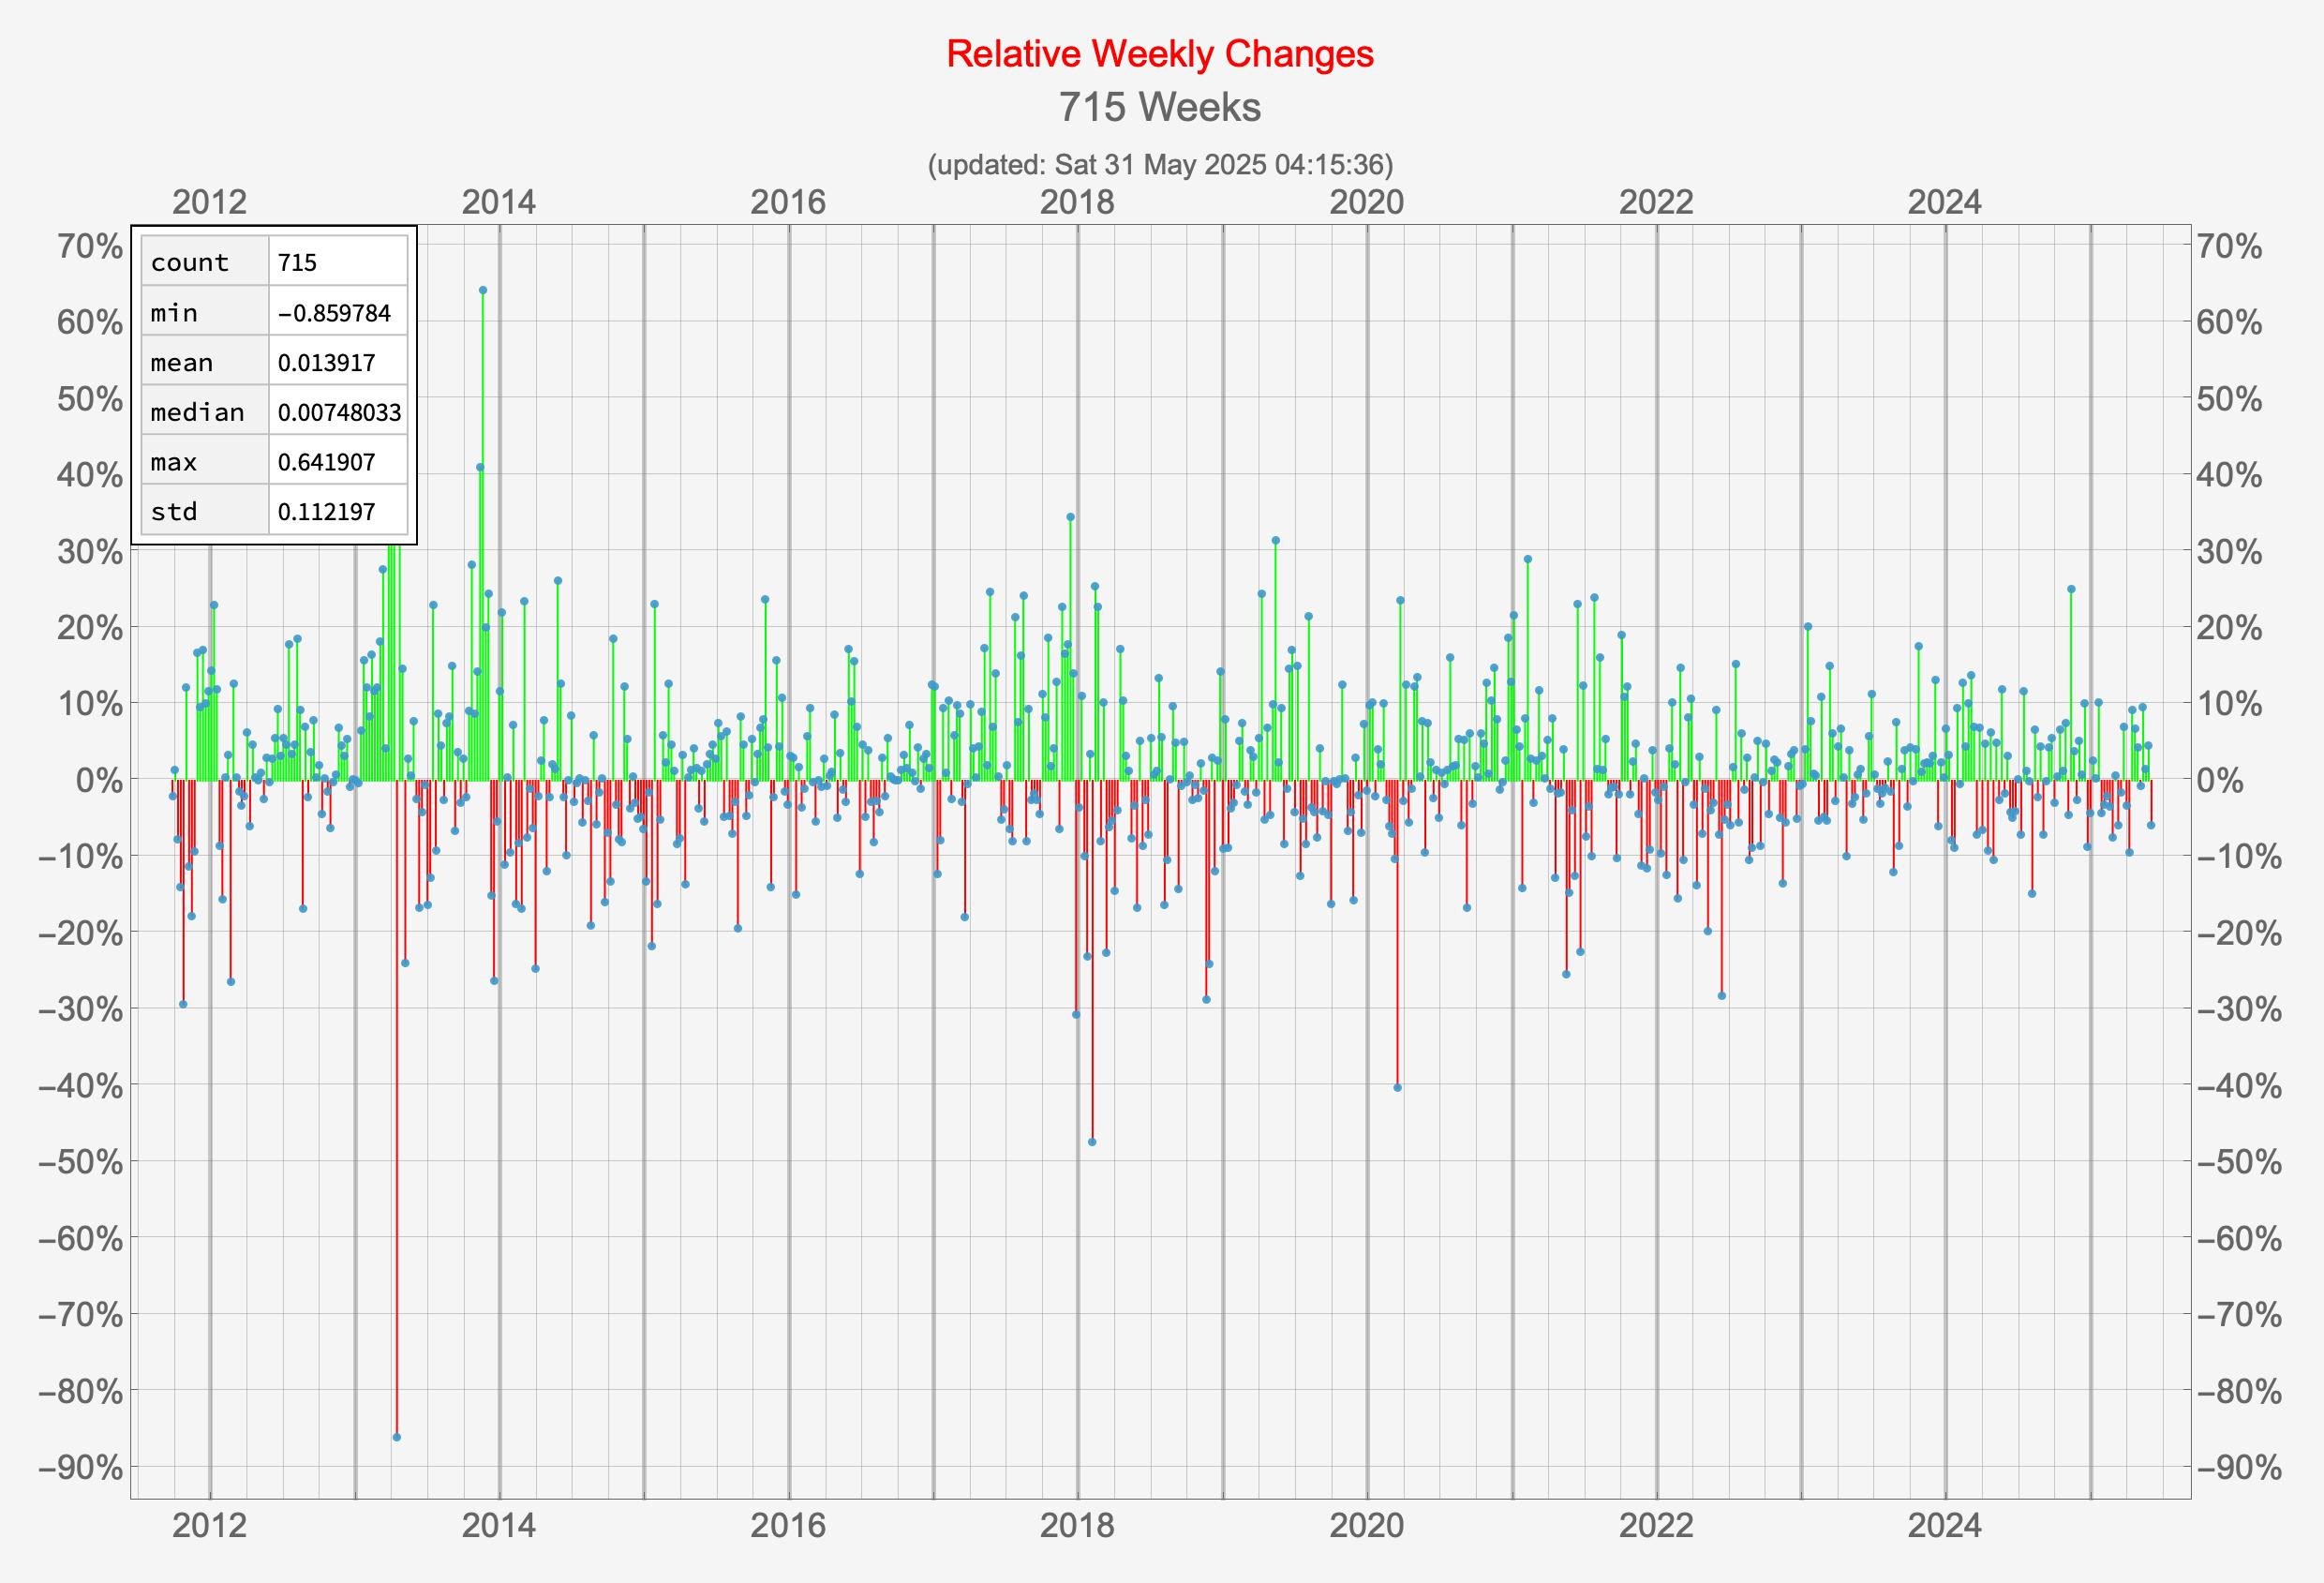 Relative Weekly Changes
715 Weeks
(updated: Sat 31 May 2025 04:15:36)
2012 2014 2016 2018 2020 2022 2024
count 715
min −0.859784
mean 0.013917
median 0.00748033
max 0.641907
std 0.112197
70% 70%
60% 60%
50% 50%
40% 40%
30% 30%
20% 20%
10% 10%
0% 0%
−10% −10%
−20% −20%
−30% −30%
−40% −40%
−50% −50%
−60% −60%
−70% −70%
−80% −80%
−90% −90%
2012 2014 2016 2018 2020 2022 2024